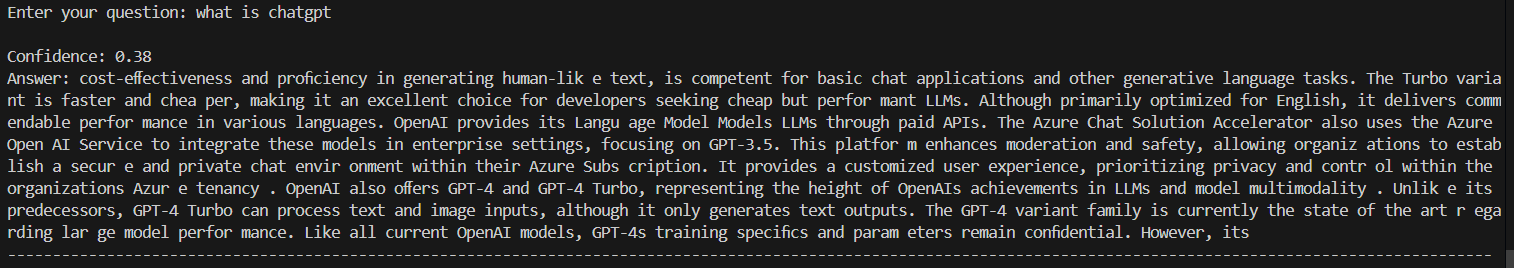 Enter your question: what is chatgpt
Confidence: 0.38
Answer: cost-effectiveness and proficiency in generating human-lik e text, is competent for basic chat applications and other generative language tasks. The Turbo varia
nt is faster and chea per, making it an excellent choice for developers seeking cheap but perfor mant LLMs. Although primarily optimized for English, it delivers comm
endable perfor mance in various languages. OpenAI provides its Langu age Model Models LLMs through paid APIs. The Azure Chat Solution Accelerator also uses the Azure
Open AI Service to integrate these models in enterprise settings, focusing on GPT-3.5. This platfor m enhances moderation and safety, allowing organiz ations to estab
lish a secur e and private chat envir onment within their Azure Subs cription. It provides a customized user experience, prioritizing privacy and contr ol within the
organizations Azur e tenancy . OpenAI also offers GPT-4 and GPT-4 Turbo, representing the height of OpenAIs achievements in LLMs and model multimodality . Unlik e its
predecessors, GPT-4 Turbo can process text and image inputs, although it only generates text outputs. The GPT-4 variant family is currently the state of the art r ega
rding lar ge model perfor mance. Like all current OpenAI models, GPT-4s training specifics and param eters remain confidential. However, its